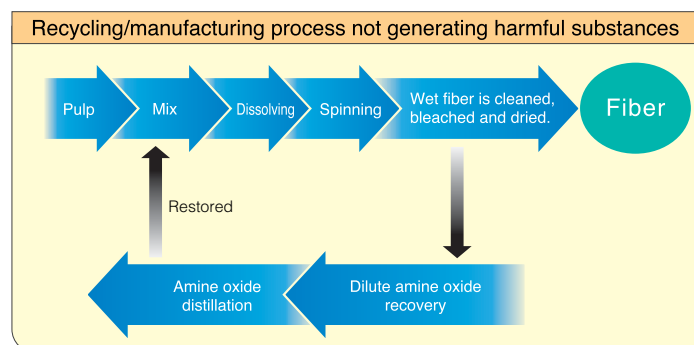 Recycling/manufacturing process not generating harmful substances
Pulp
Mix
Dissolving
Spinning
Wet fiber is cleaned,
bleached and dried.
Fiber
Restored
Amine oxide
distillation
Dilute amine oxide
recovery